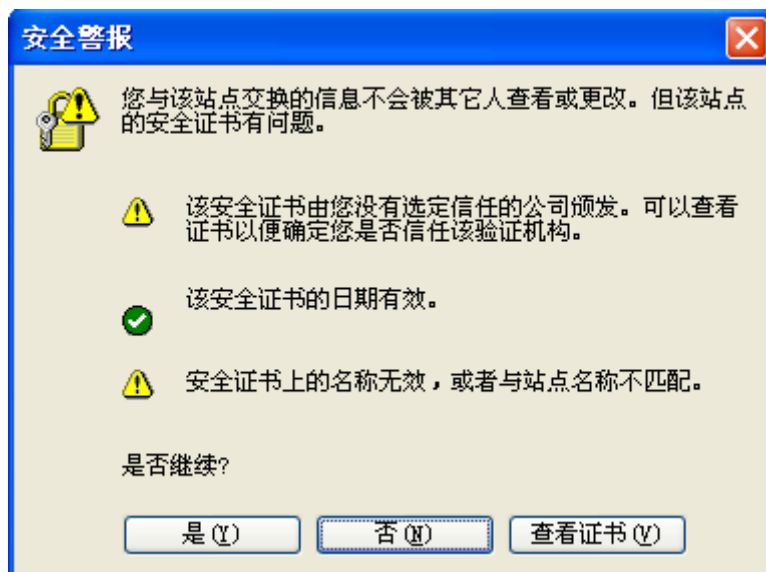 安全警报
您与该站点交换的信息不会被其它人查看或更改。但该站点
的安全证书有问题。
该安全证书由您没有选定信任的公司颁发。可以查看
证书以便确定您是否信任该验证机构。
该安全证书的日期有效。
安全证书上的名称无效，或者与站点名称不匹配。
是否继续?
是(Y)
否(N)
查看证书(V)